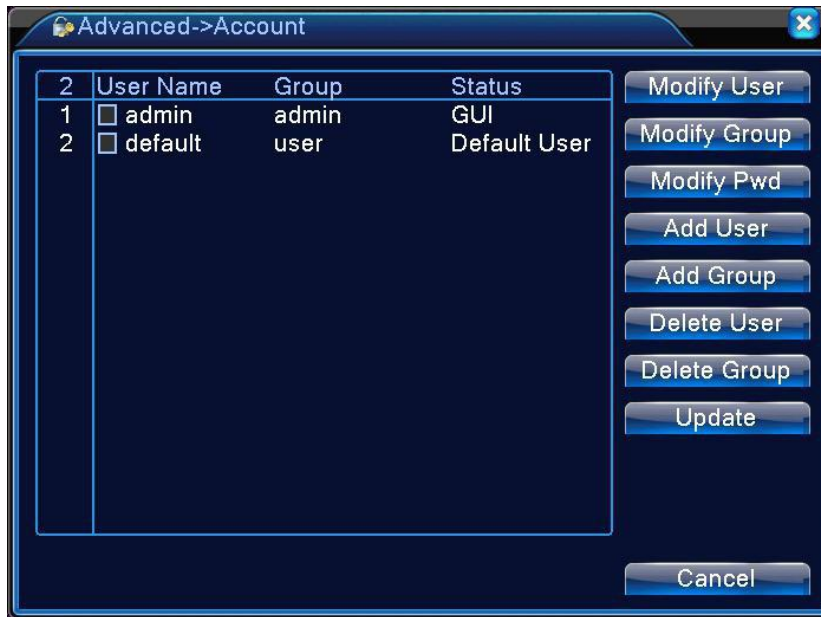 Advanced->Account
2 User Name Group Status
1 admin admin GUI
2 default user Default User
Modify User
Modify Group
Modify Pwd
Add User
Add Group
Delete User
Delete Group
Update
Cancel